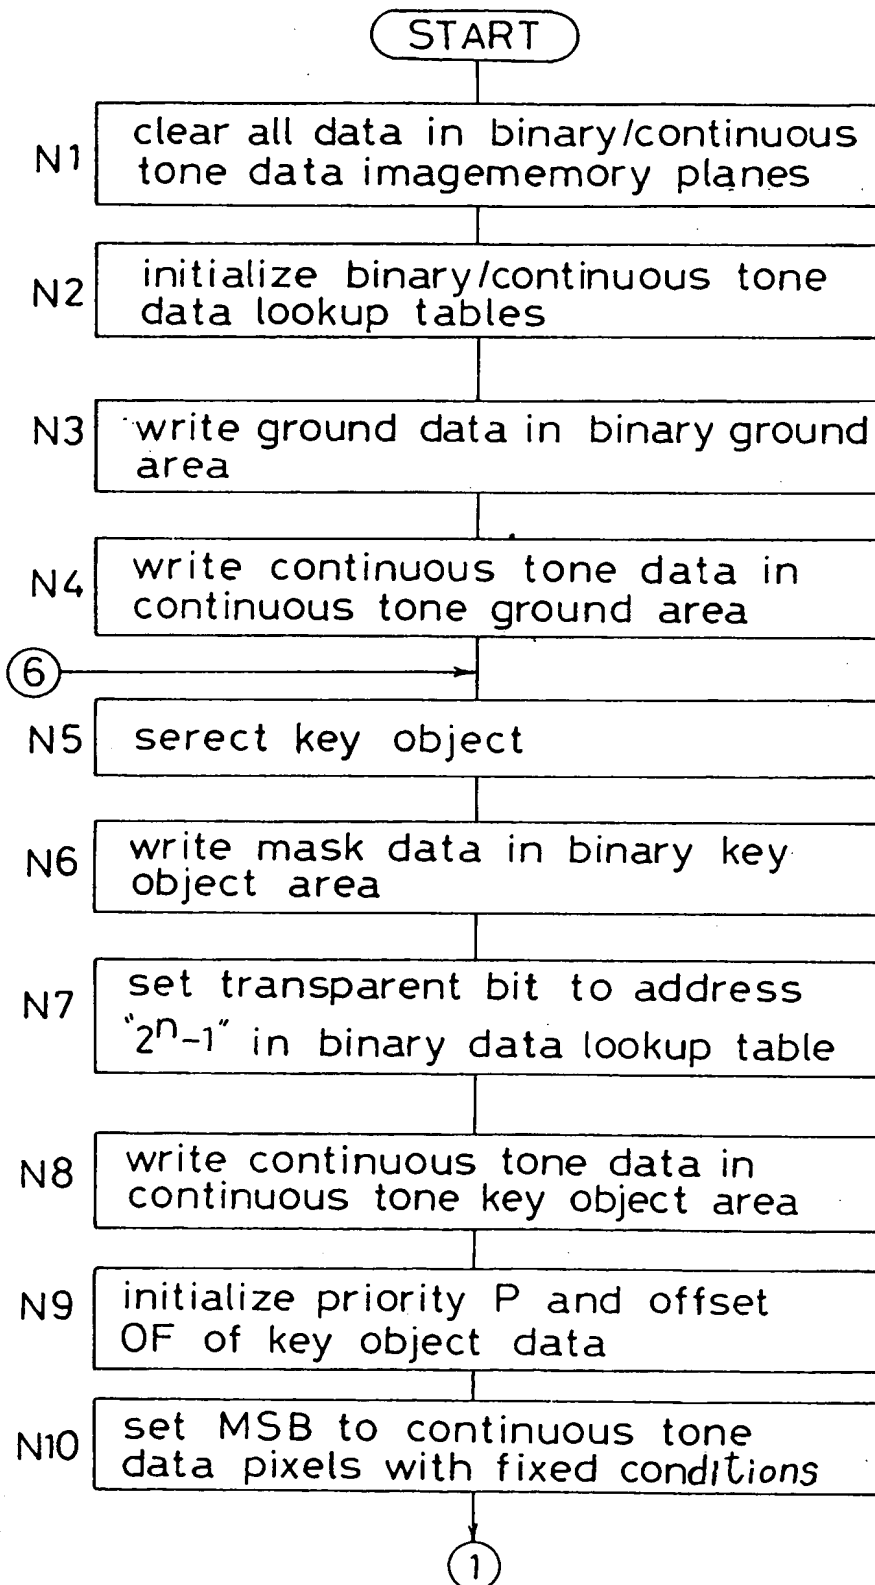 START
N1 clear all data in binary/continuous
tone data imagememory planes
N2 initialize binary/continuous tone
data lookup tables
N3 write ground data in binary ground
area
N4 write continuous tone data in
continuous tone ground area
6
N5 serect key object
N6 write mask data in binary key
object area
N7 set transparent bit to address
"2ⁿ-1" in binary data lookup table
N8 write continuous tone data in
continuous tone key object area
N9 initialize priority P and offset
OF of key object data
N10 set MSB to continuous tone
data pixels with fixed conditions
1